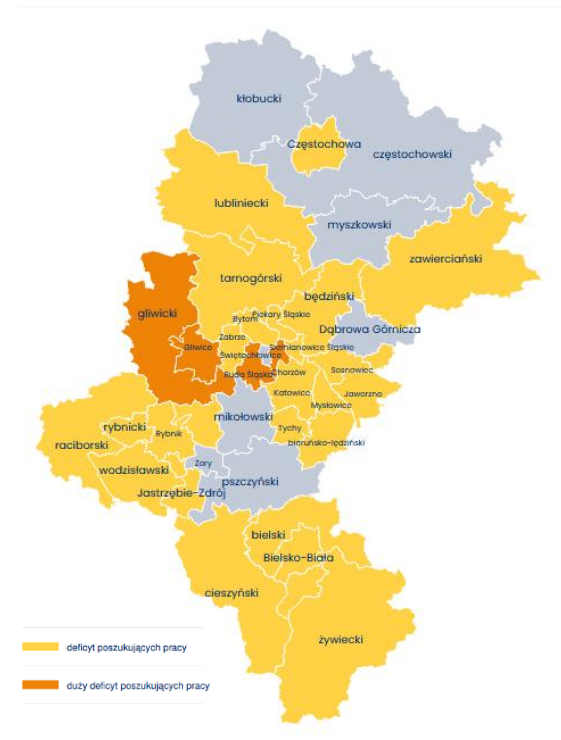 kłobucki
Częstochowa
częstochowski
lubliniecki
myszkowski
zawierciański
tarnogórski
będziński
gliwicki
Bytom
Piekary Śląskie
Dąbrowa Górnicza
Zabrze
Gliwice
Siemianowice Śląskie
Świętochłowice
Ruda Śląska
Chorzów
Sosnowiec
Katowice
Jaworzno
Mysłowice
mikołowski
rybnicki
Rybnik
Tychy
raciborski
bieruńsko-lędziński
Żory
wodzisławski
pszczyński
Jastrzębie-Zdrój
bielski
Bielsko-Biała
cieszyński
żywiecki
deficyt poszukujących pracy
duży deficyt poszukujących pracy